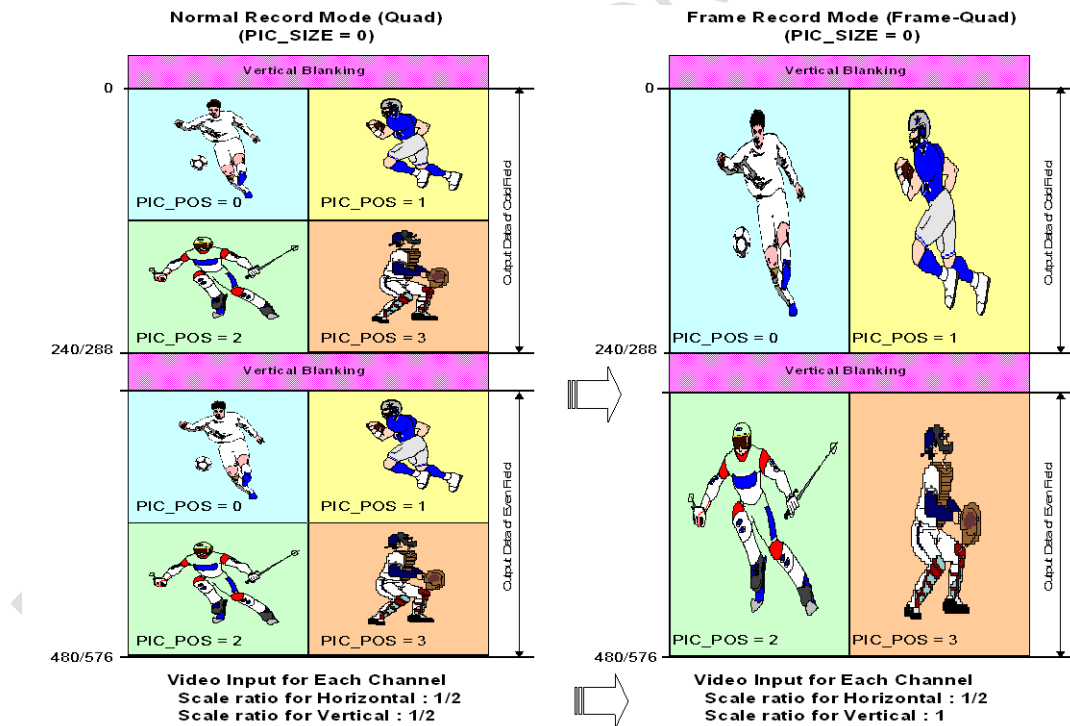 Normal Record Mode (Quad)
(PIC_SIZE = 0)
Vertical Blanking
0
PIC_POS = 0
PIC_POS = 1
PIC_POS = 2
PIC_POS = 3
Output Data of Odd Field
240/288
Vertical Blanking
PIC_POS = 0
PIC_POS = 1
PIC_POS = 2
PIC_POS = 3
Output Data of Even Field
480/576
Video Input for Each Channel
Scale ratio for Horizontal : 1/2
Scale ratio for Vertical : 1/2
Frame Record Mode (Frame-Quad)
(PIC_SIZE = 0)
Vertical Blanking
0
PIC_POS = 0
PIC_POS = 1
Output Data of Odd Field
240/288
Vertical Blanking
PIC_POS = 2
PIC_POS = 3
Output Data of Even Field
480/576
Video Input for Each Channel
Scale ratio for Horizontal : 1/2
Scale ratio for Vertical : 1